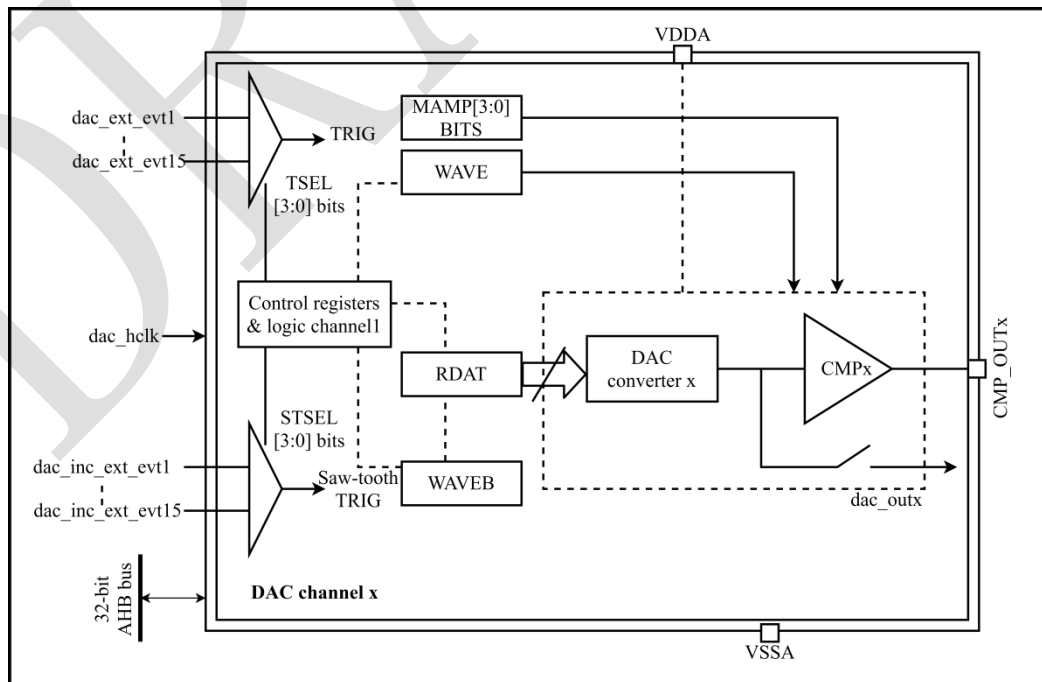 VDDA
dac_ext_evt1
dac_ext_evt15
TRIG
MAMP[3:0]
BITS
WAVE
TSEL
[3:0] bits
Control registers
& logic channel1
dac_hclk
RDAT
DAC
converter x
CMPx
CMP_OUTx
STSEL
[3:0] bits
dac_inc_ext_evt1
dac_inc_ext_evt15
Saw-tooth
TRIG
WAVEB
dac_outx
32-bit
AHB bus
DAC channel x
VSSA